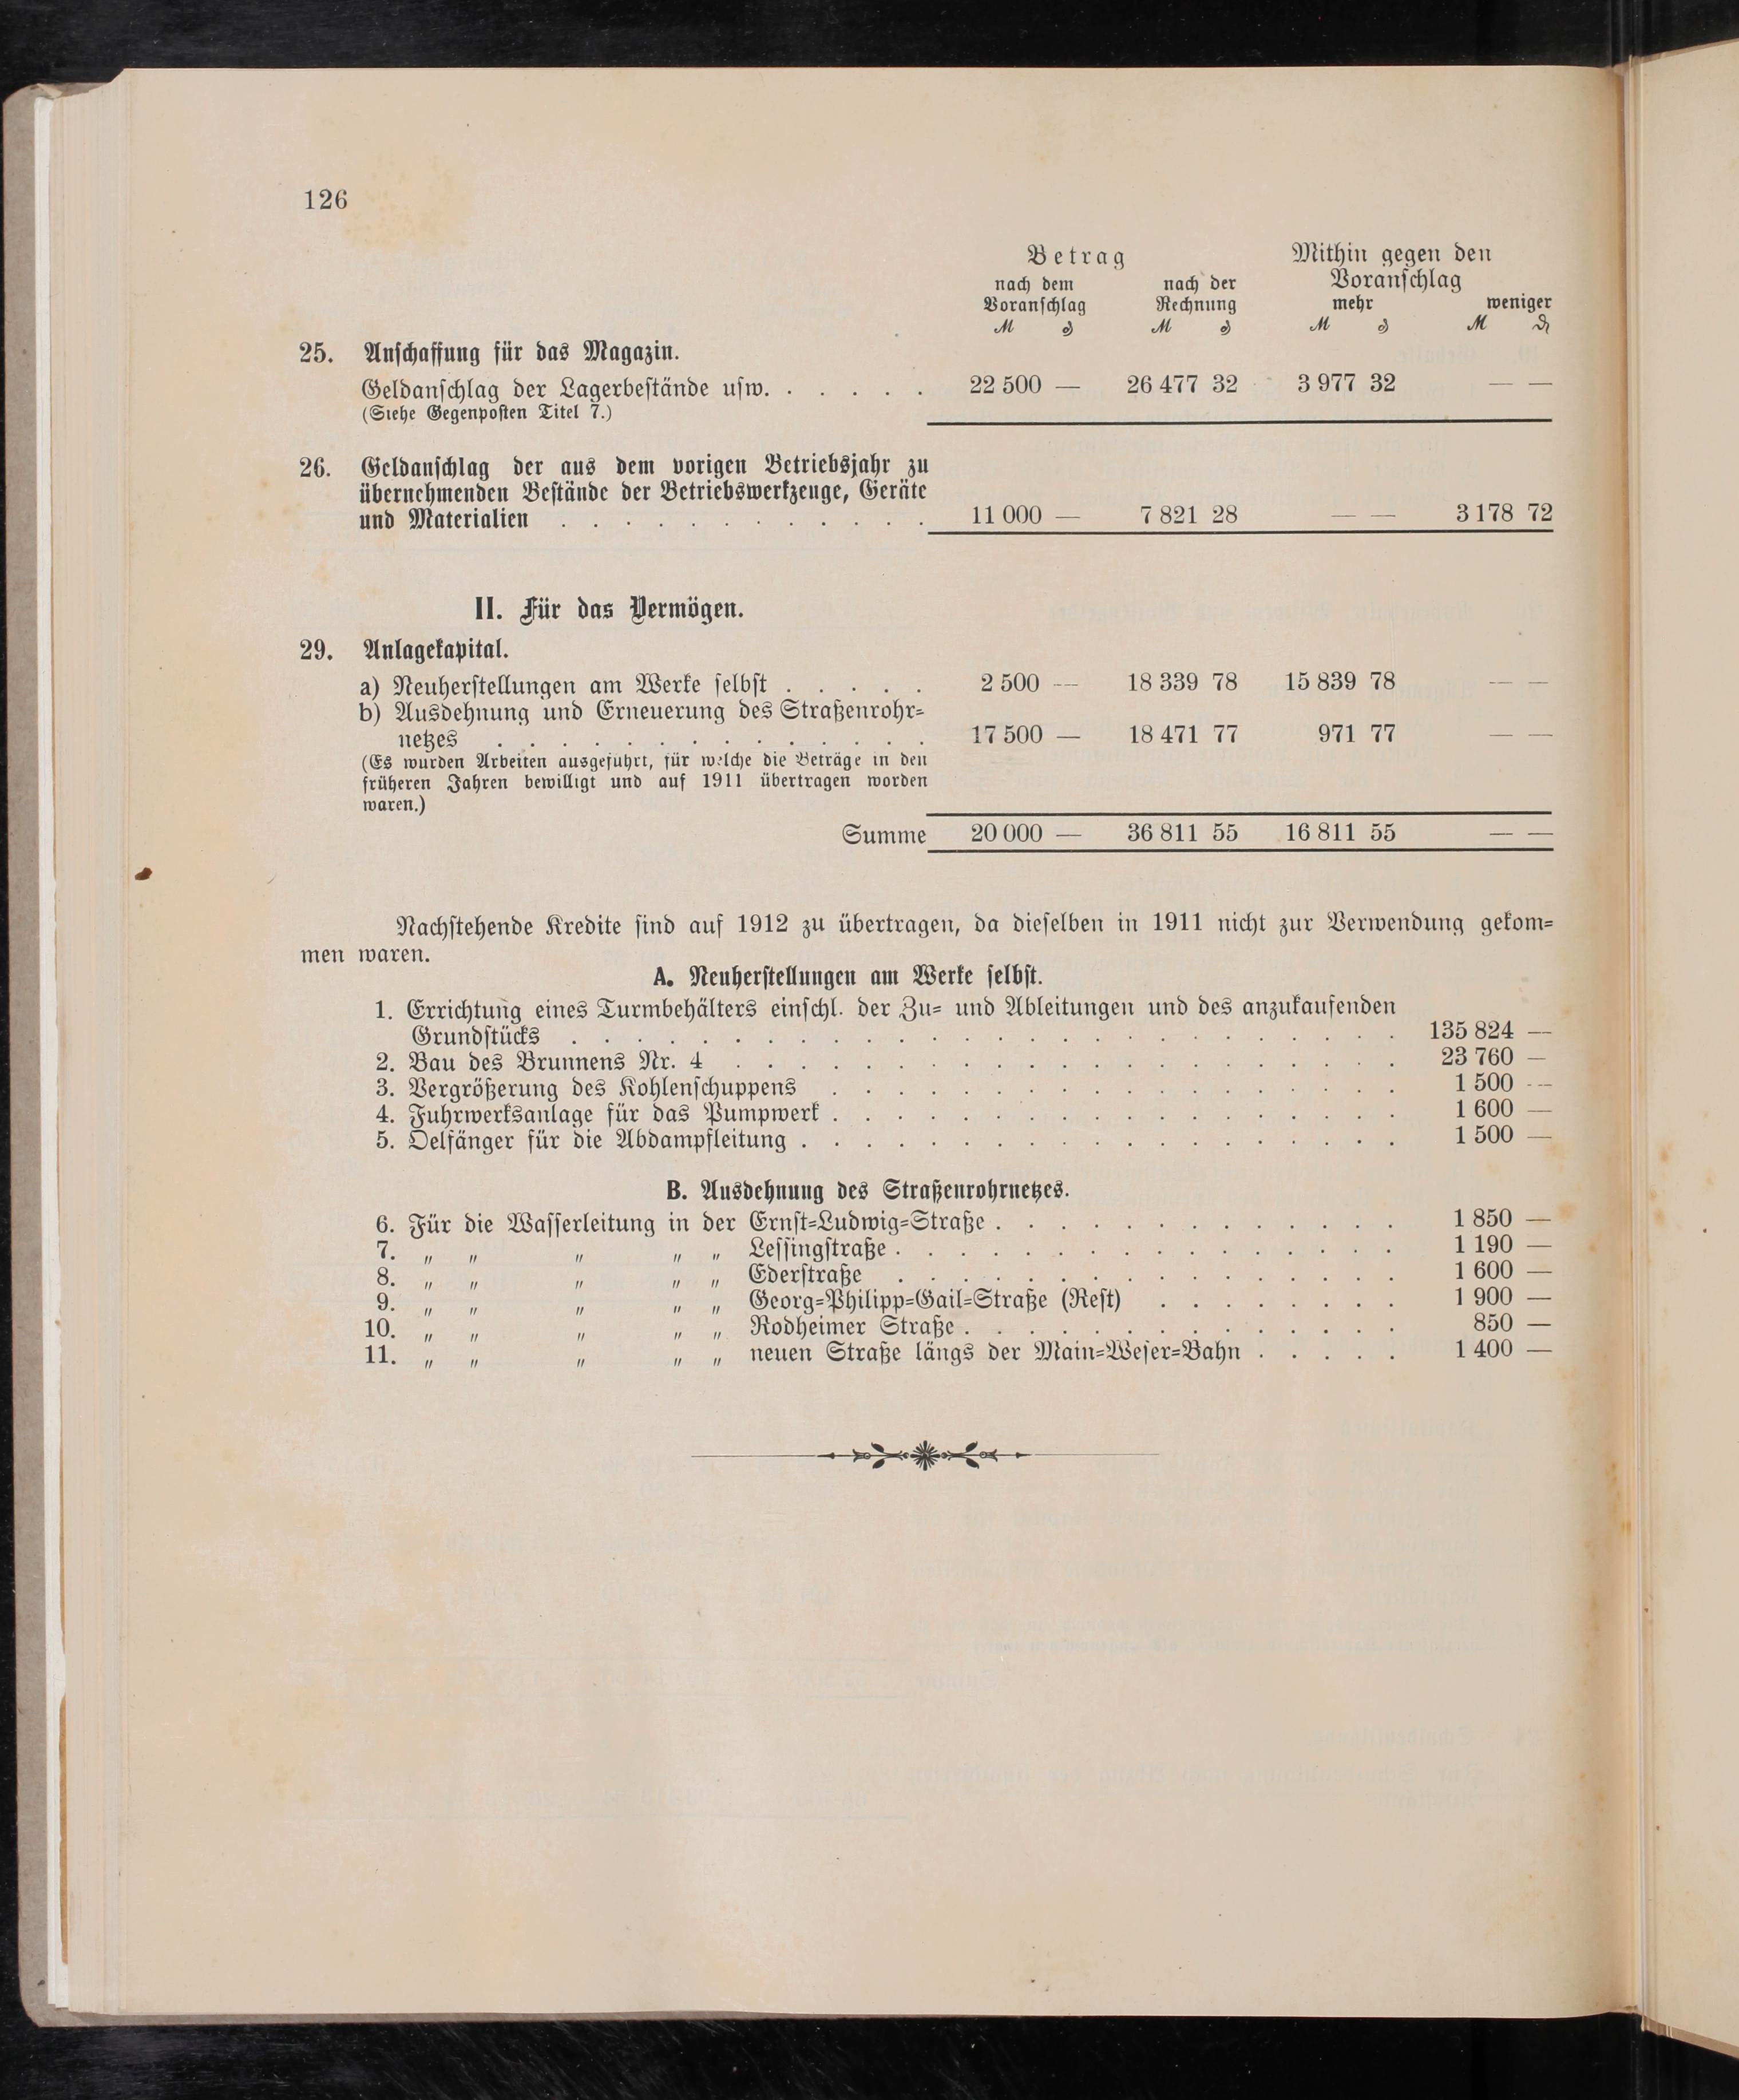 126
Betrag Mithin gegen den
nach dem nach der Voranschlag
Voranschlag Rechnung mehr weniger
ℳ ₰ ℳ ₰ ℳ ₰ ℳ ₰
25. Anschaffung für das Magazin.
Geldanschlag der Lagerbestände usw. . . . . . 22 500 — 26 477 32 3 977 32 — —
(Siehe Gegenposten Titel 7.)
26. Geldanschlag der aus dem vorigen Betriebsjahr zu
übernehmenden Bestände der Betriebswerkzeuge, Geräte
und Materialien . . . . . . . . . . . . 11 000 — 7 821 28 — — 3 178 72
II. Für das Vermögen.
29. Anlagekapital.
a) Neuherstellungen am Werke selbst . . . . . 2 500 — 18 339 78 15 839 78 — —
b) Ausdehnung und Erneuerung des Straßenrohr-
netzes . . . . . . . . . . . . . . 17 500 — 18 471 77 971 77 — —
(Es wurden Arbeiten ausgeführt, für welche die Beträge in den
früheren Jahren bewilligt und auf 1911 übertragen worden
waren.)
Summe 20 000 — 36 811 55 16 811 55 — —
Nachstehende Kredite sind auf 1912 zu übertragen, da dieselben in 1911 nicht zur Verwendung gekom-
men waren.
A. Neuherstellungen am Werke selbst.
1. Errichtung eines Turmbehälters einschl. der Zu- und Ableitungen und des anzukaufenden
Grundstücks . . . . . . . . . . . . . . . . . . . . . . . . . . 135 824 —
2. Bau des Brunnens Nr. 4 . . . . . . . . . . . . . . . . . . . . . 23 760 —
3. Vergrößerung des Kohlenschuppens . . . . . . . . . . . . . . . . . . 1 500 —
4. Fuhrwerksanlage für das Pumpwerk . . . . . . . . . . . . . . . . . . 1 600 —
5. Oelfänger für die Abdampfleitung . . . . . . . . . . . . . . . . . . . 1 500 —
B. Ausdehnung des Straßenrohrnetzes.
6. Für die Wasserleitung in der Ernst-Ludwig-Straße . . . . . . . . . . . . . 1 850 —
7. „ „ „ „ „ Lessingstraße . . . . . . . . . . . . . . . . 1 190 —
8. „ „ „ „ „ Ederstraße . . . . . . . . . . . . . . . . 1 600 —
9. „ „ „ „ „ Georg-Philipp-Gail-Straße (Rest) . . . . . . . . 1 900 —
10. „ „ „ „ „ Rodheimer Straße . . . . . . . . . . . . . . 850 —
11. „ „ „ „ „ neuen Straße längs der Main-Weser-Bahn . . . . . 1 400 —